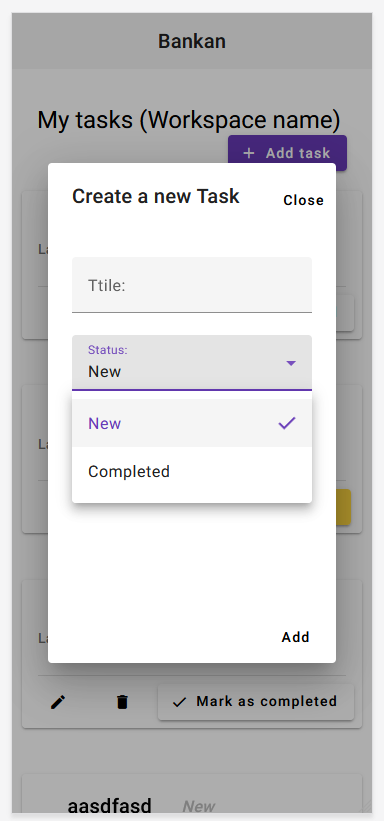 Bankan
My tasks (Workspace name)
+ Add task
Create a new Task
Close
La
Ttile:
Status:
New
New
La
Completed
La
Add
Mark as completed
aasdfasd New